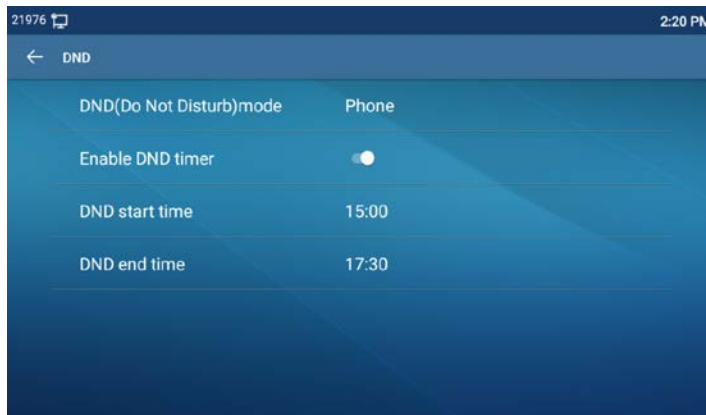 21976 2:20 PM
DND
DND(Do Not Disturb)mode Phone
Enable DND timer
DND start time 15:00
DND end time 17:30